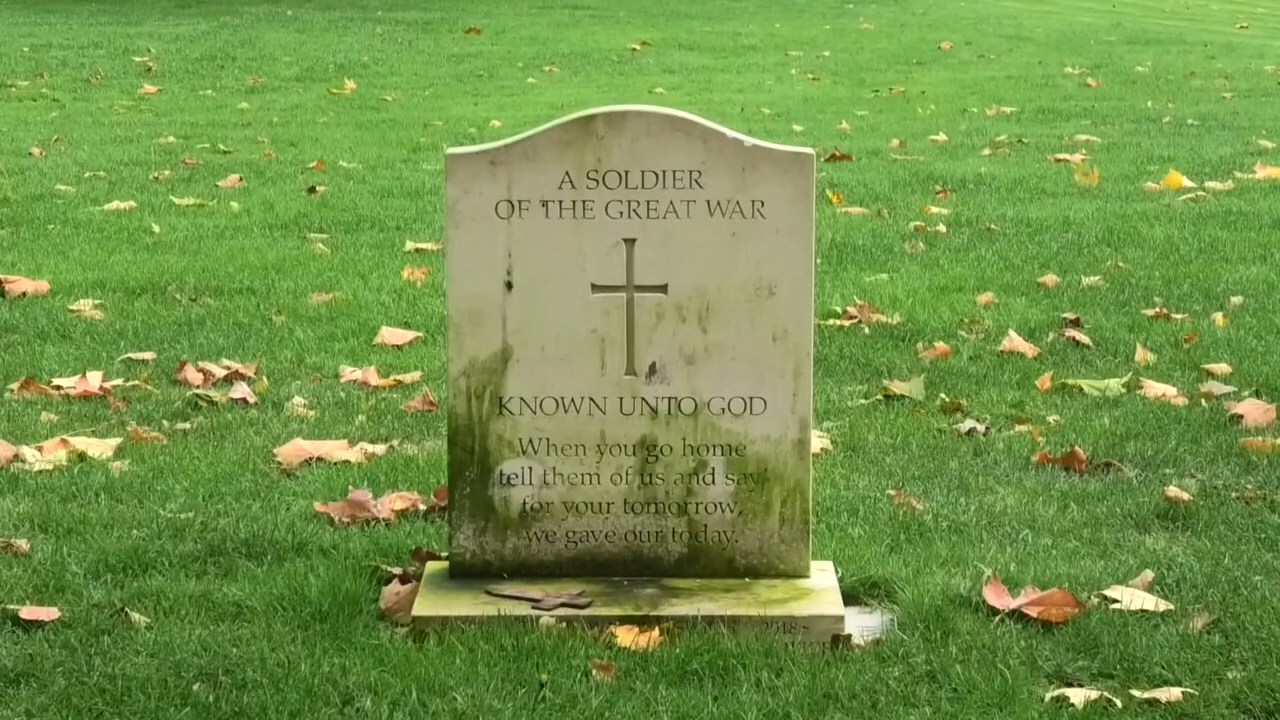 A SOLDIER
OF THE GREAT WAR
KNOWN UNTO GOD
When you go home
tell them of us and say,
for your tomorrow,
we gave our today.
2018